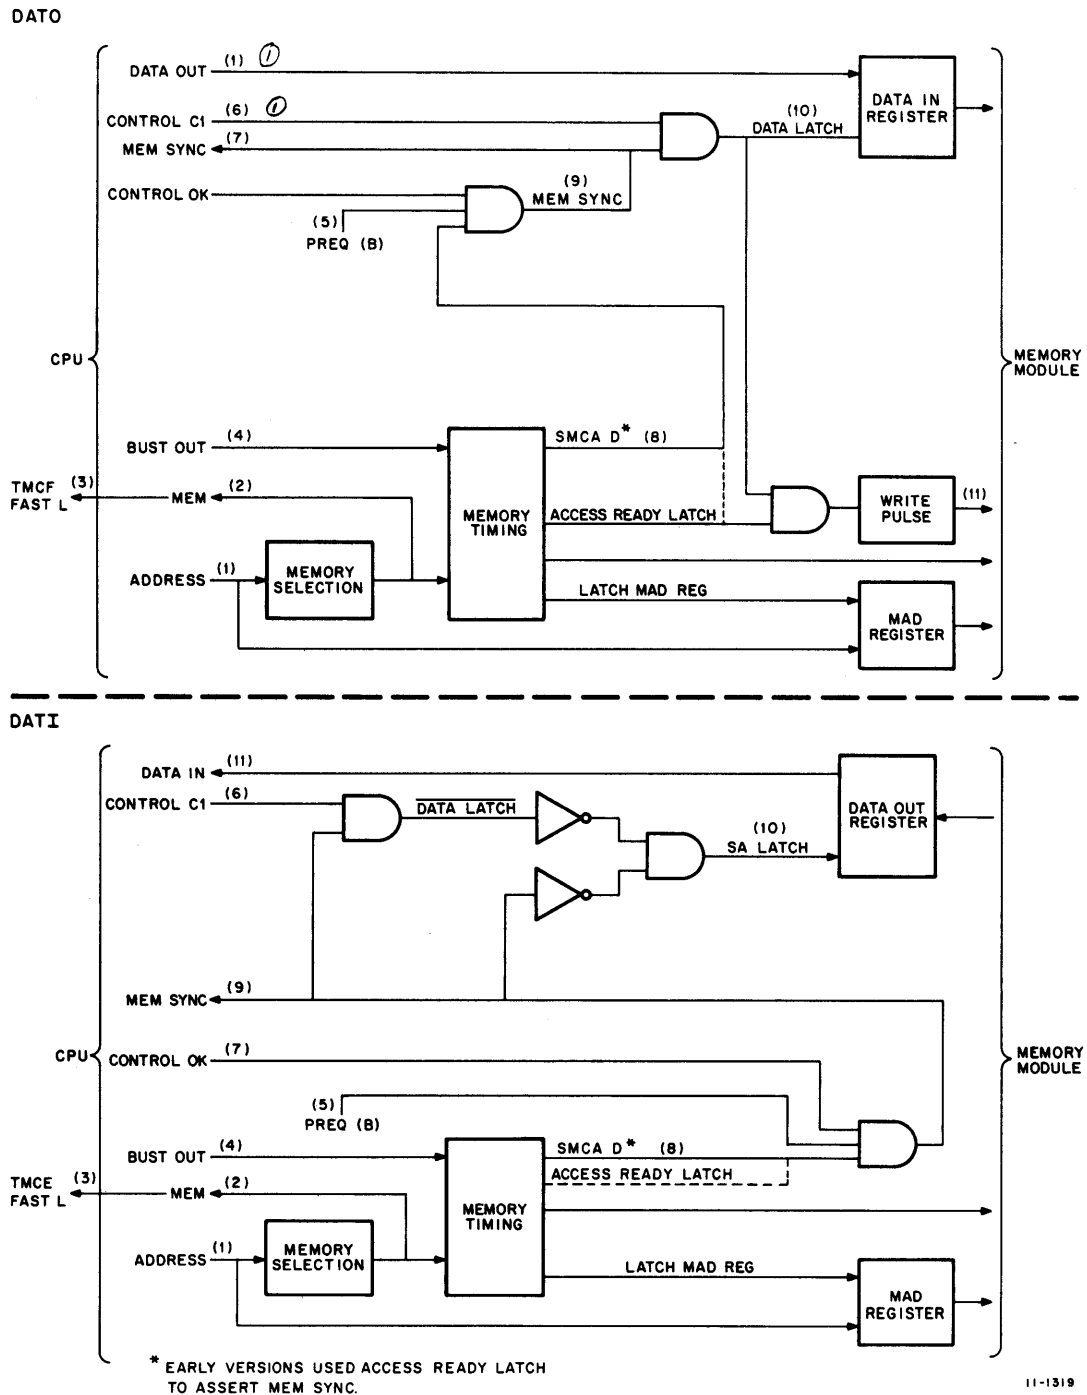 DATO
DATA OUT (1) 1
CONTROL C1 (6) 1
MEM SYNC (7)
CONTROL OK
(5)
PREQ (B)
(9)
MEM SYNC
(10)
DATA LATCH
DATA IN
REGISTER
CPU
MEMORY
MODULE
BUST OUT (4)
TMCF (3)
FAST L
MEM (2)
ADDRESS (1)
MEMORY
SELECTION
MEMORY
TIMING
SMCA D* (8)
ACCESS READY LATCH
LATCH MAD REG
WRITE
PULSE
(11)
MAD
REGISTER
DATI
DATA IN (11)
CONTROL C1 (6)
DATA LATCH
(10)
SA LATCH
DATA OUT
REGISTER
MEM SYNC (9)
CPU
CONTROL OK (7)
MEMORY
MODULE
(5)
PREQ (B)
BUST OUT (4)
TMCE (3)
FAST L
MEM (2)
ADDRESS (1)
MEMORY
SELECTION
MEMORY
TIMING
SMCA D* (8)
ACCESS READY LATCH
LATCH MAD REG
MAD
REGISTER
* EARLY VERSIONS USED ACCESS READY LATCH
TO ASSERT MEM SYNC.
11-1319